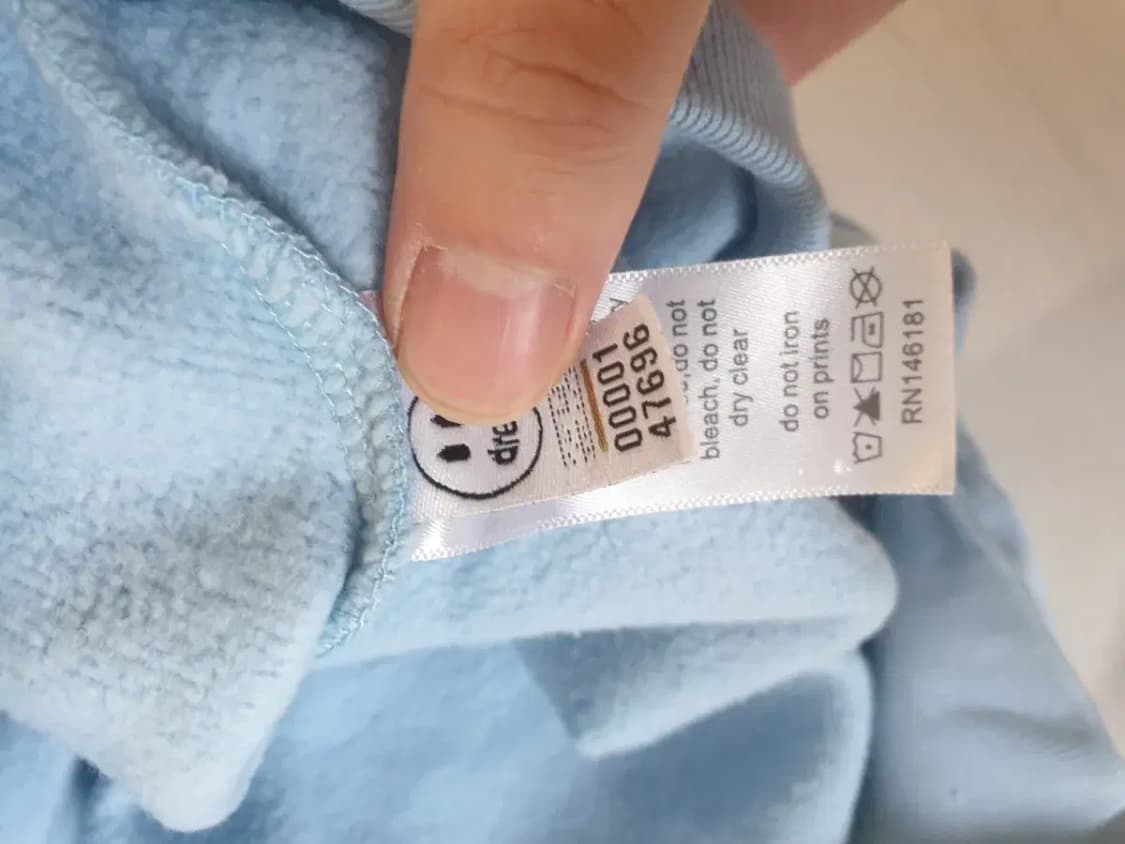 dre
00001
47696
do not
bleach, do not
dry clear
do not iron
on prints
RN146181